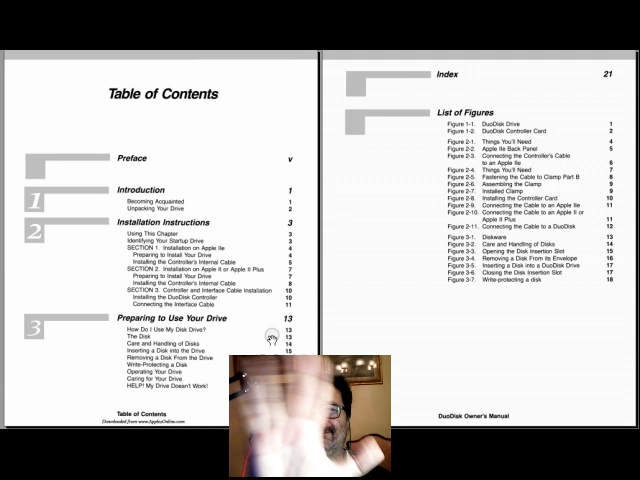 Table of Contents
Preface v
1
Introduction 1
Becoming Acquainted 1
Unpacking Your Drive 2
2
Installation Instructions 3
Using This Chapter 3
Identifying Your Startup Drive 3
SECTION 1. Installation on Apple IIe 4
Preparing to Install Your Drive 4
Installing the Controller's Internal Cable 5
SECTION 2. Installation on Apple II or Apple II Plus 7
Preparing to Install Your Drive 7
Installing the Controller's Internal Cable 8
SECTION 3. Controller and Interface Cable Installation 10
Installing the DuoDisk Controller 10
Connecting the Interface Cable 11
3
Preparing to Use Your Drive 13
How Do I Use My Disk Drive? 13
The Disk 13
Care and Handling of Disks 14
Inserting a Disk into the Drive 15
Removing a Disk From the Drive
Write-Protecting a Disk
Operating Your Drive
Caring for Your Drive
HELP! My Drive Doesn't Work!
Table of Contents
Downloaded from www.Apple2Online.com
Index 21
List of Figures
Figure 1-1. DuoDisk Drive 1
Figure 1-2. DuoDisk Controller Card 2
Figure 2-1. Things You'll Need 4
Figure 2-2. Apple IIe Back Panel 5
Figure 2-3. Connecting the Controller's Cable
to an Apple IIe 6
Figure 2-4. Things You'll Need 7
Figure 2-5. Fastening the Cable to Clamp Part B 8
Figure 2-6. Assembling the Clamp 9
Figure 2-7. Installed Clamp 9
Figure 2-8. Installing the Controller Card 10
Figure 2-9. Connecting the Cable to an Apple IIe 11
Figure 2-10. Connecting the Cable to an Apple II or
Apple II Plus 11
Figure 2-11. Connecting the Cable to a DuoDisk 12
Figure 3-1. Diskware 13
Figure 3-2. Care and Handling of Disks 14
Figure 3-3. Opening the Disk Insertion Slot 15
Figure 3-4. Removing a Disk From Its Envelope 16
Figure 3-5. Inserting a Disk into a DuoDisk Drive 17
Figure 3-6. Closing the Disk Insertion Slot 17
Figure 3-7. Write-protecting a disk 18
DuoDisk Owner's Manual